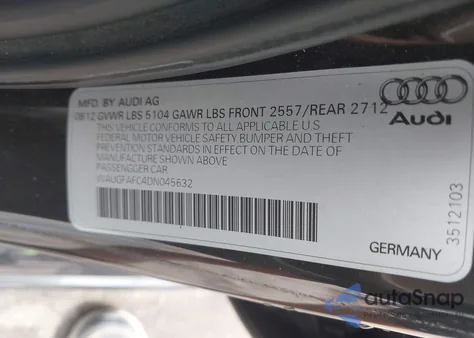 MFD. BY AUDI AG
08/12 GVWR LBS 5104 GAWR LBS FRONT 2557/REAR 2712
THIS VEHICLE CONFORMS TO ALL APPLICABLE U.S
FEDERAL MOTOR VEHICLE SAFETY BUMPER AND THEFT
PREVENTION STANDARDS IN EFFECT ON THE DATE OF
MANUFACTURE SHOWN ABOVE
PASSENGGER CAR
WAUGFAFC4DN045632
Audi
3512103
GERMANY
autoSnap